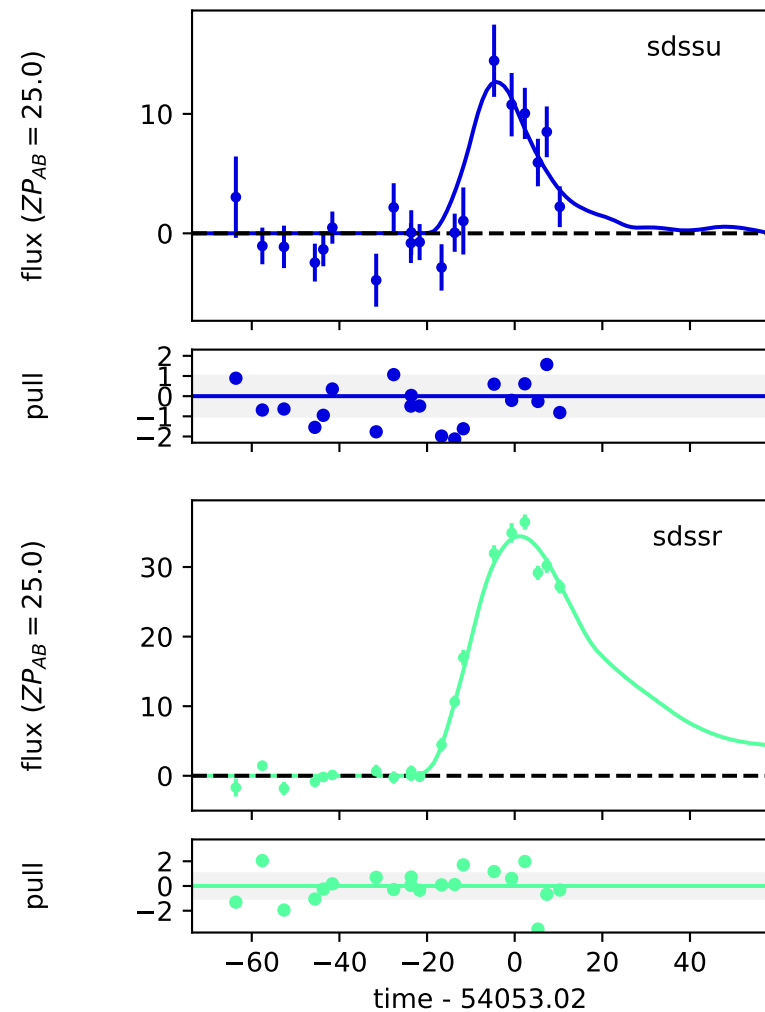 sdssu
flux (ZP_AB = 25.0)
10
0
pull
2
1
0
−1
−2
sdssr
flux (ZP_AB = 25.0)
30
20
10
0
pull
2
0
−2
−60 −40 −20 0 20 40
time - 54053.02